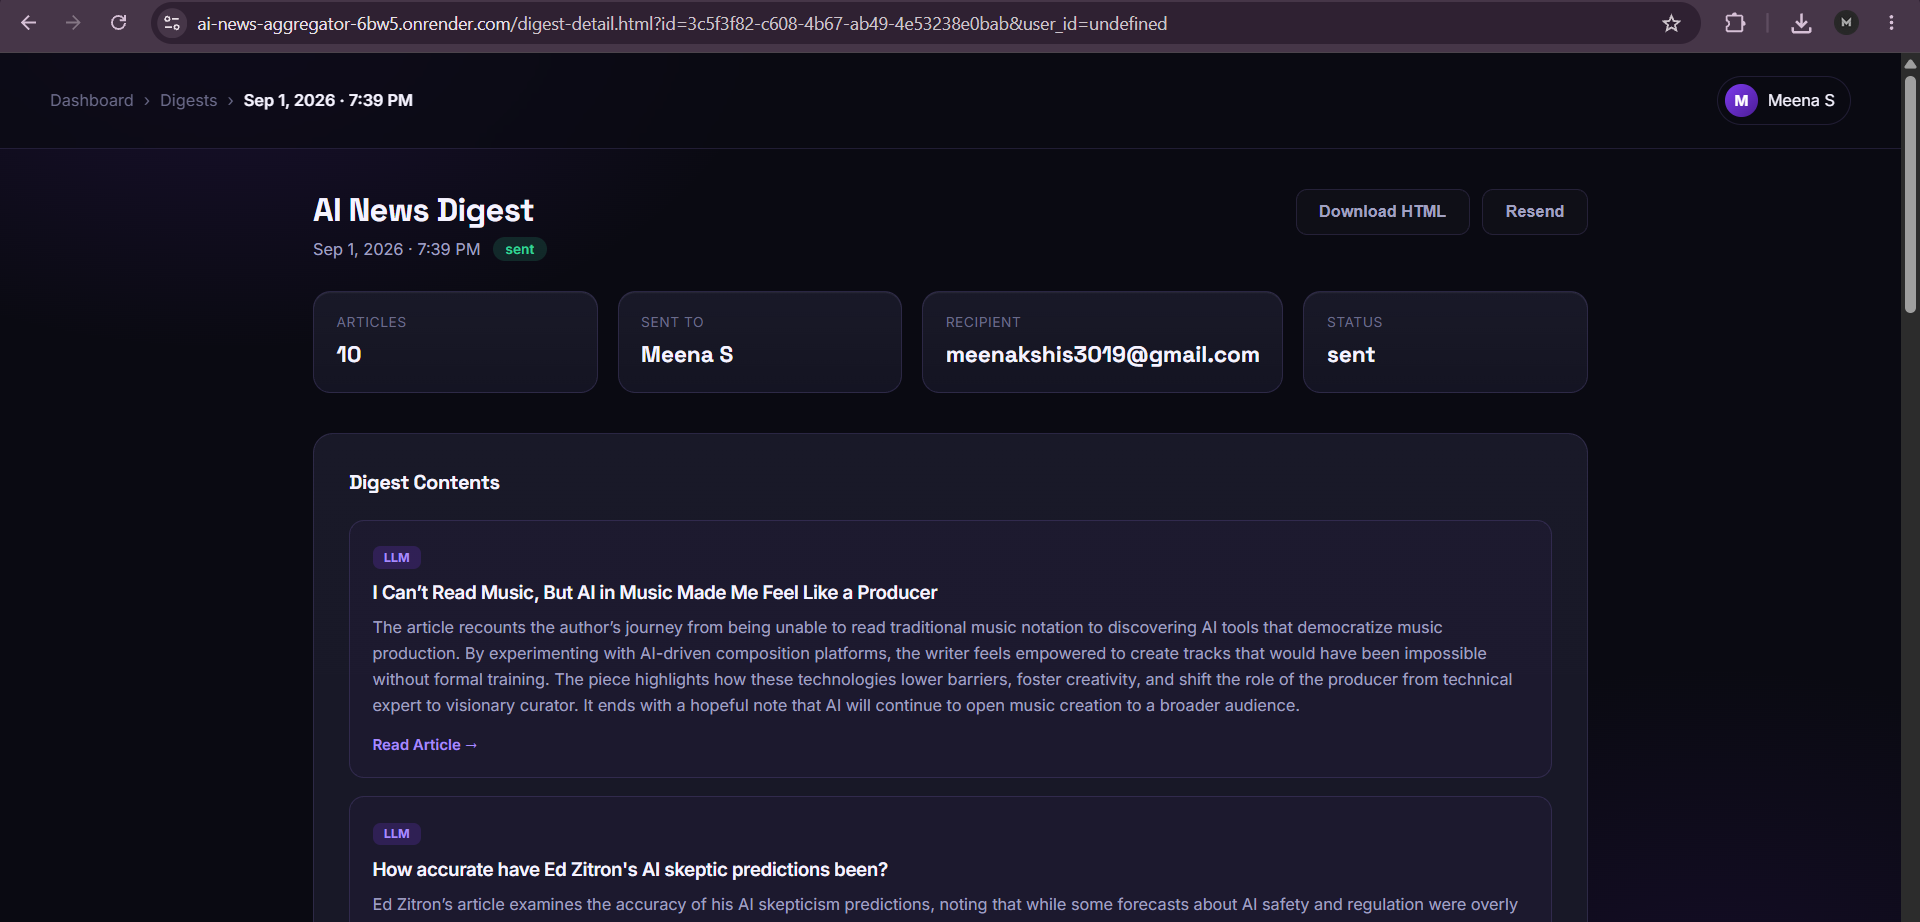 ai-news-aggregator-6bw5.onrender.com/digest-detail.html?id=3c5f3f82-c608-4b67-ab49-4e53238e0bab&user_id=undefined
M
Dashboard › Digests › Sep 1, 2026 · 7:39 PM
M Meena S
AI News Digest
Download HTML
Resend
Sep 1, 2026 · 7:39 PM sent
ARTICLES
10
SENT TO
Meena S
RECIPIENT
meenakshis3019@gmail.com
STATUS
sent
Digest Contents
LLM
I Can’t Read Music, But AI in Music Made Me Feel Like a Producer
The article recounts the author’s journey from being unable to read traditional music notation to discovering AI tools that democratize music
production. By experimenting with AI-driven composition platforms, the writer feels empowered to create tracks that would have been impossible
without formal training. The piece highlights how these technologies lower barriers, foster creativity, and shift the role of the producer from technical
expert to visionary curator. It ends with a hopeful note that AI will continue to open music creation to a broader audience.
Read Article →
LLM
How accurate have Ed Zitron's AI skeptic predictions been?
Ed Zitron’s article examines the accuracy of his AI skepticism predictions, noting that while some forecasts about AI safety and regulation were overly